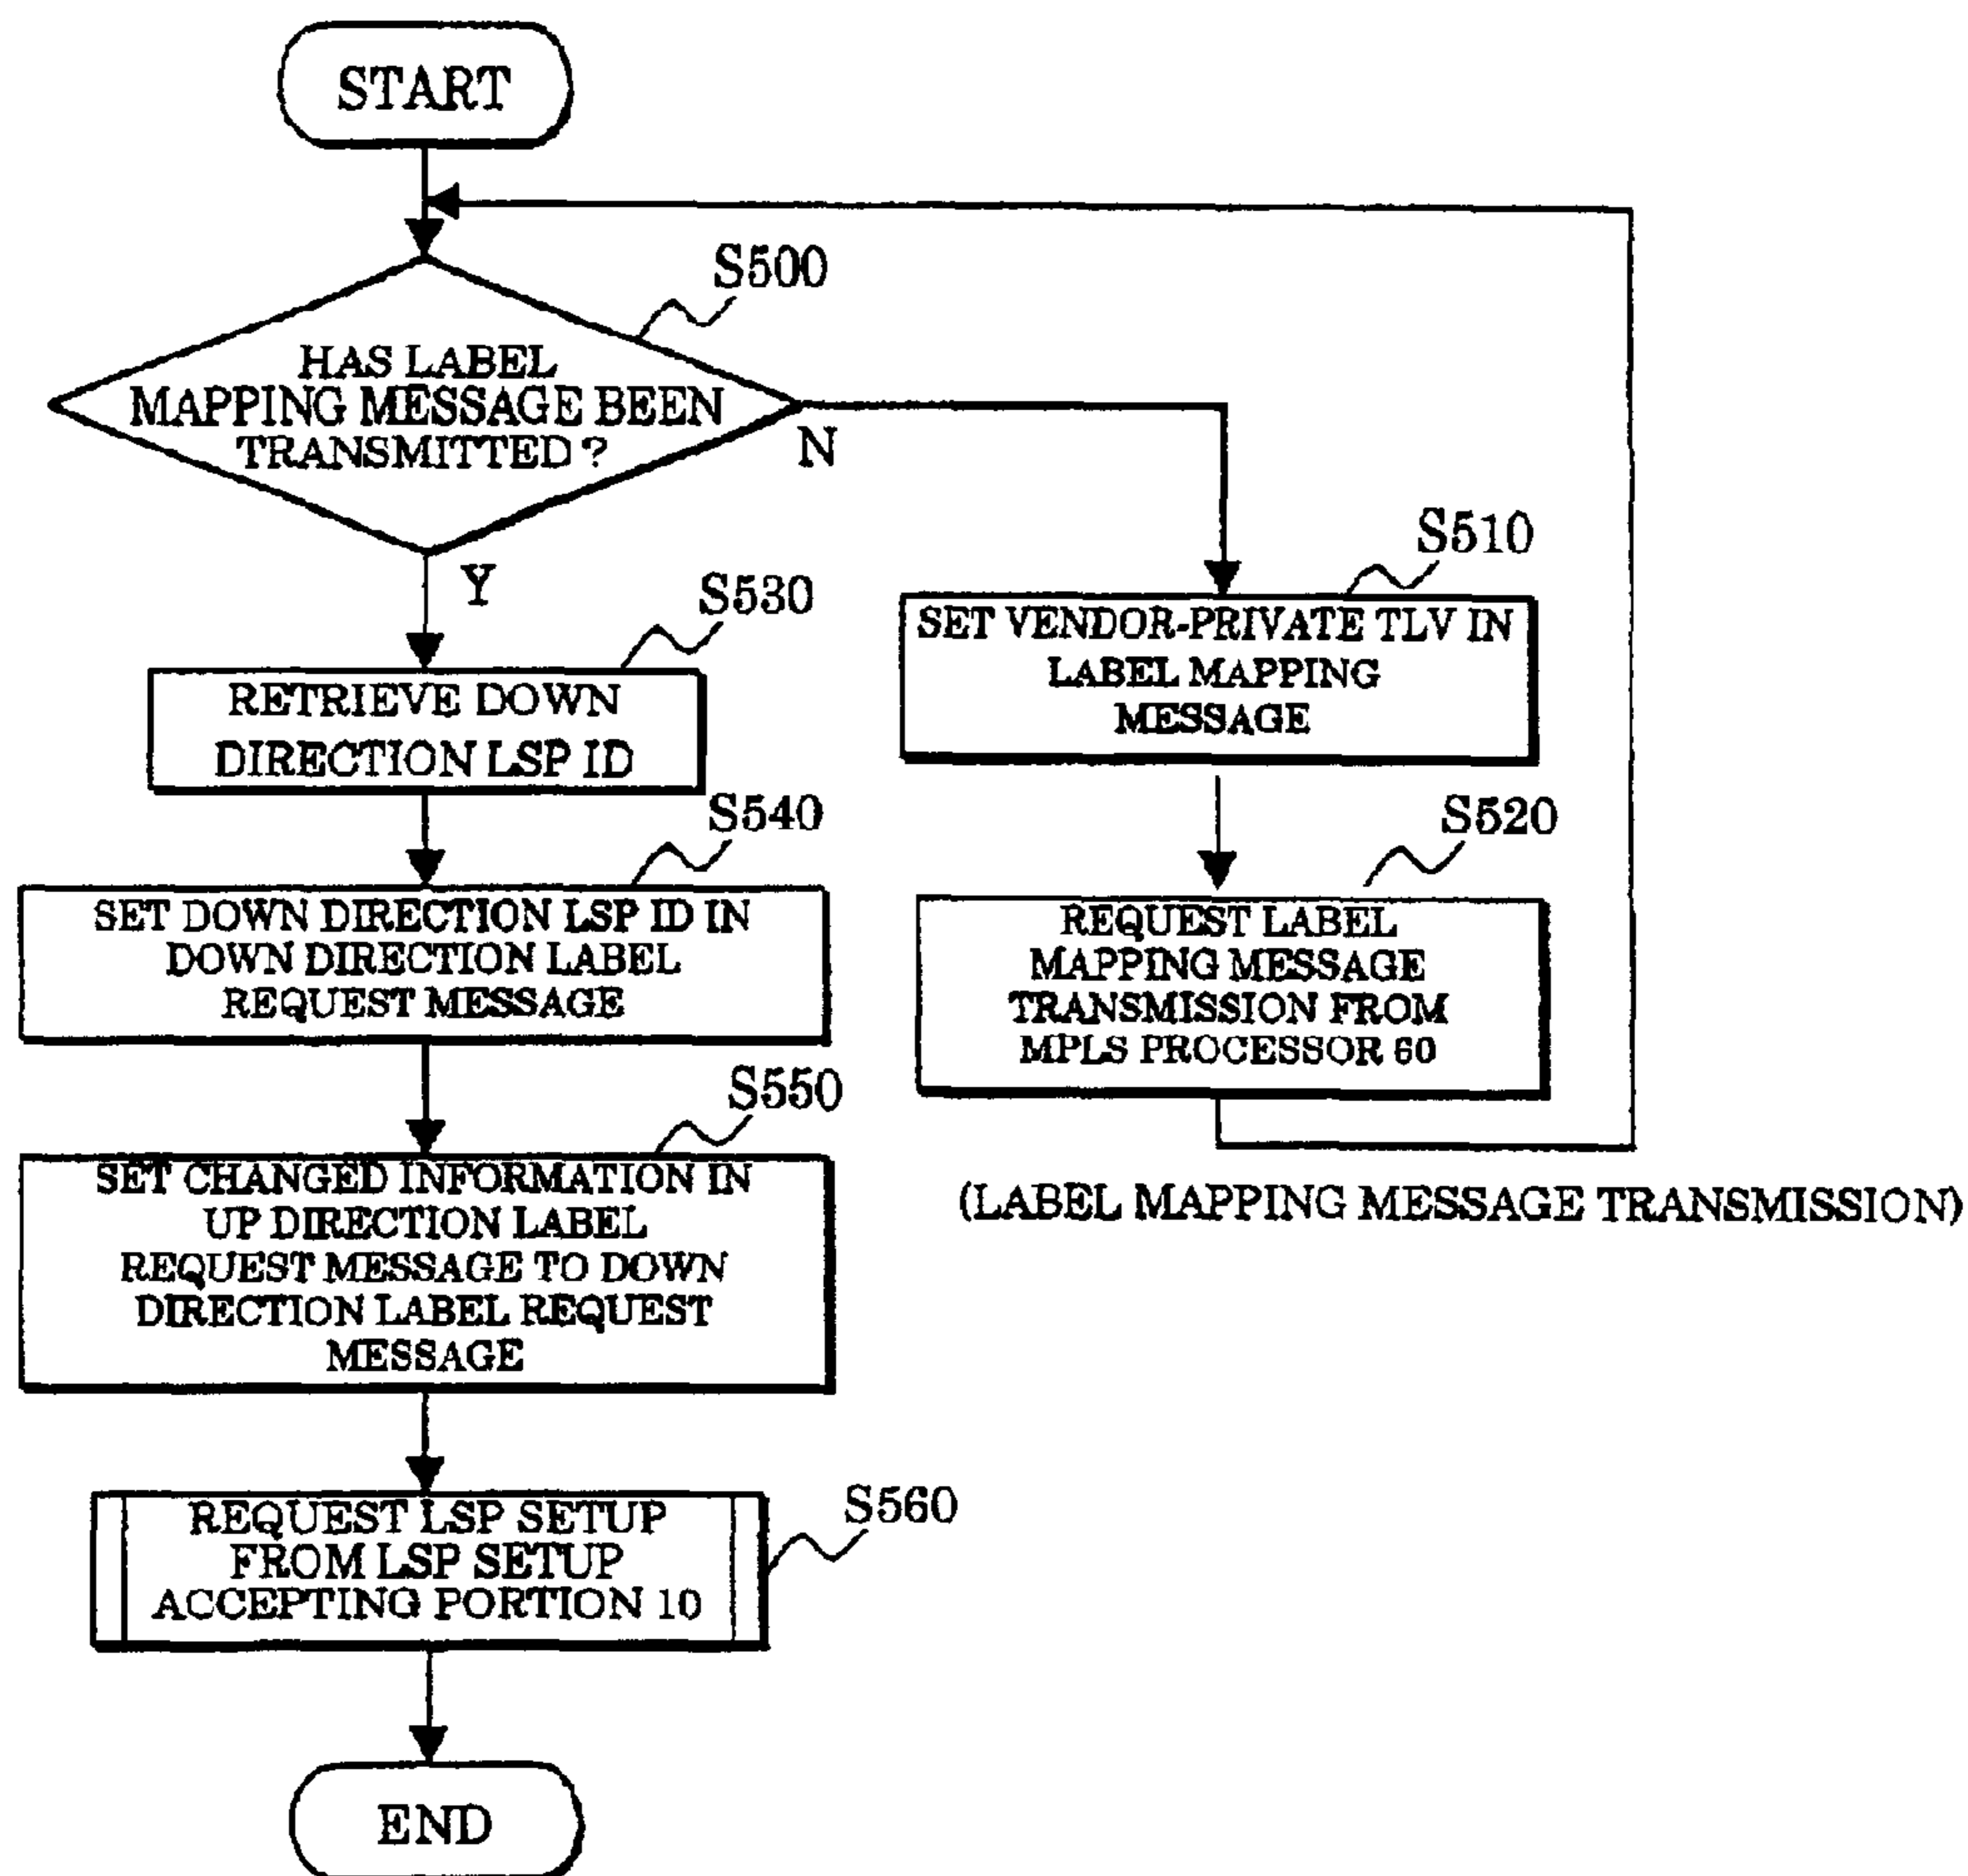 START
S500
HAS LABEL
MAPPING MESSAGE BEEN
TRANSMITTED ?
N
Y
S510
SET VENDOR-PRIVATE TLV IN
LABEL MAPPING
MESSAGE
S520
REQUEST LABEL
MAPPING MESSAGE
TRANSMISSION FROM
MPLS PROCESSOR 60
(LABEL MAPPING MESSAGE TRANSMISSION)
S530
RETRIEVE DOWN
DIRECTION LSP ID
S540
SET DOWN DIRECTION LSP ID IN
DOWN DIRECTION LABEL
REQUEST MESSAGE
S550
SET CHANGED INFORMATION IN
UP DIRECTION LABEL
REQUEST MESSAGE TO DOWN
DIRECTION LABEL REQUEST
MESSAGE
S560
REQUEST LSP SETUP
FROM LSP SETUP
ACCEPTING PORTION 10
END